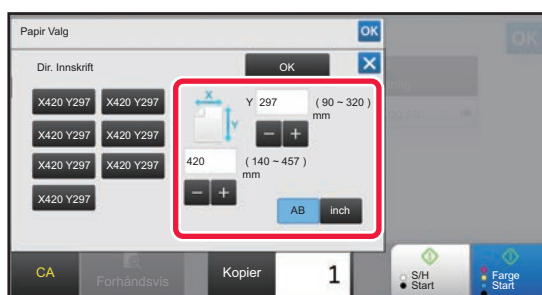 Papir Valg
OK
OK
Dir. Innskrift
OK
X420 Y297
X420 Y297
X
Y
Y 297
( 90 ~ 320 )
mm
X420 Y297
X420 Y297
X420 Y297
X420 Y297
420
( 140 ~ 457 )
mm
X420 Y297
AB
inch
CA
Forhåndsvis
Kopier
1
S/H
Start
Farge
Start